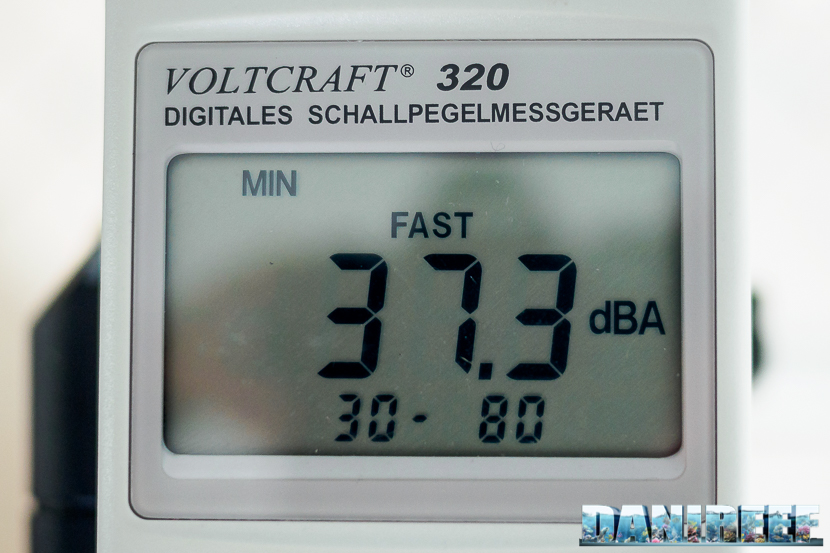 VOLTCRAFT® 320
DIGITALES SCHALLPEGELMESSGERAET
MIN
FAST
37.3 dBA
30 - 80
DANIREEF